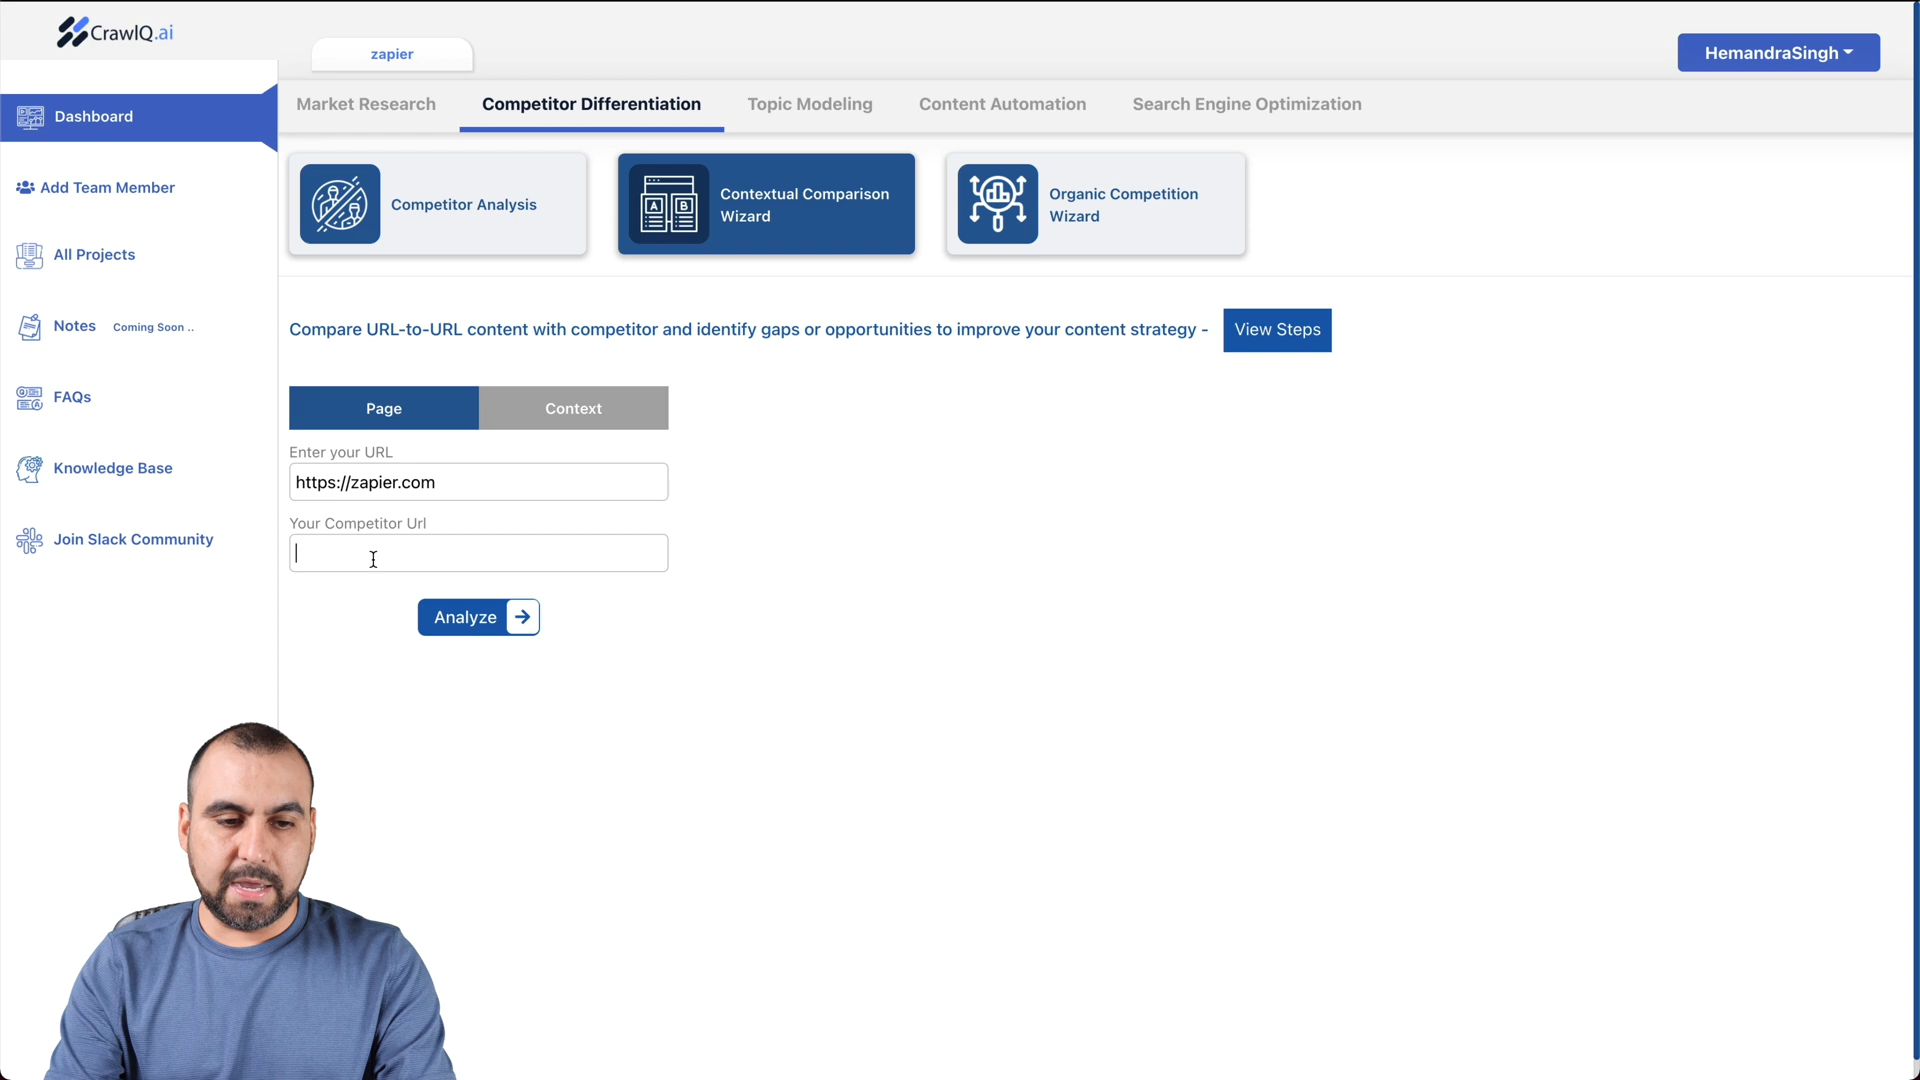 CrawlQ.ai
zapier
HemandraSingh
Market Research
Competitor Differentiation
Topic Modeling
Content Automation
Search Engine Optimization
Dashboard
Add Team Member
All Projects
Notes Coming Soon ..
FAQs
Knowledge Base
Join Slack Community
Competitor Analysis
A B
Contextual Comparison
Wizard
Organic Competition
Wizard
Compare URL-to-URL content with competitor and identify gaps or opportunities to improve your content strategy -
View Steps
Page
Context
Enter your URL
https://zapier.com
Your Competitor Url
Analyze